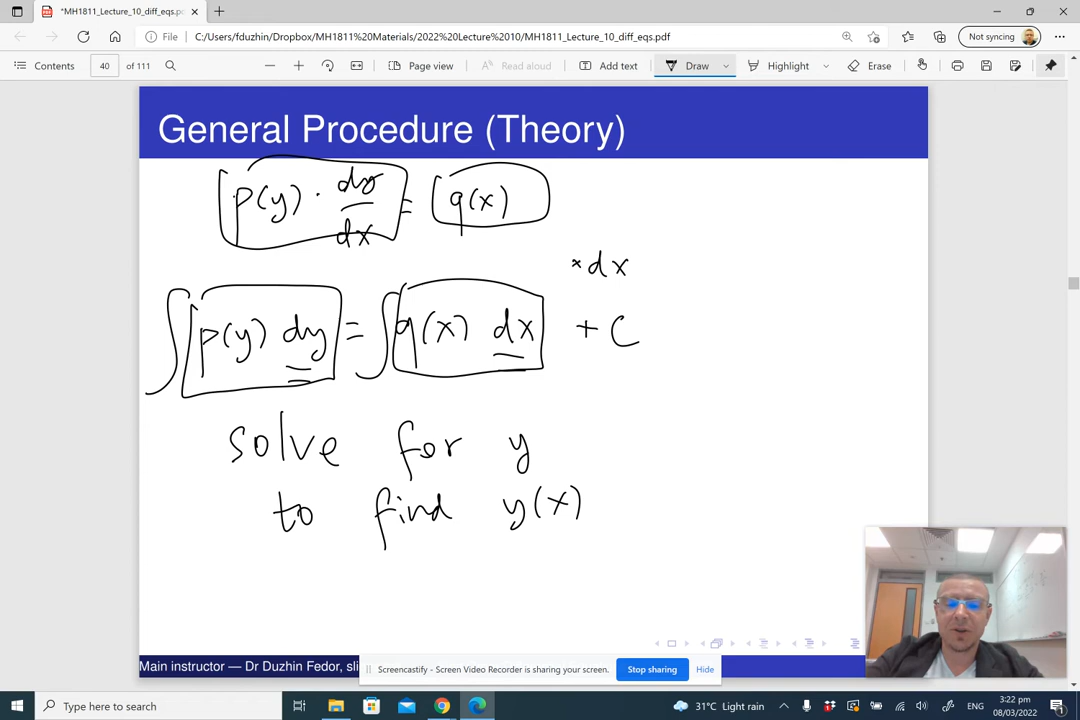 *MH1811_Lecture_10_diff_eqs.p
File C:/Users/fduzhin/Dropbox/MH1811%20Materials/2022%20Lecture%2010/MH1811_Lecture_10_diff_eqs.pdf
Not syncing
Contents 40 of 111 Page view Read aloud Add text Draw Highlight Erase
General Procedure (Theory)
p(y) · dy/dx = q(x)
*dx
∫ p(y) dy = ∫ q(x) dx + C
solve for y
to find y(x)
Main instructor — Dr Duzhin Fedor, sli
Screencastify - Screen Video Recorder is sharing your screen. Stop sharing Hide
Type here to search
31°C Light rain
ENG
3:22 pm
08/03/2022
1